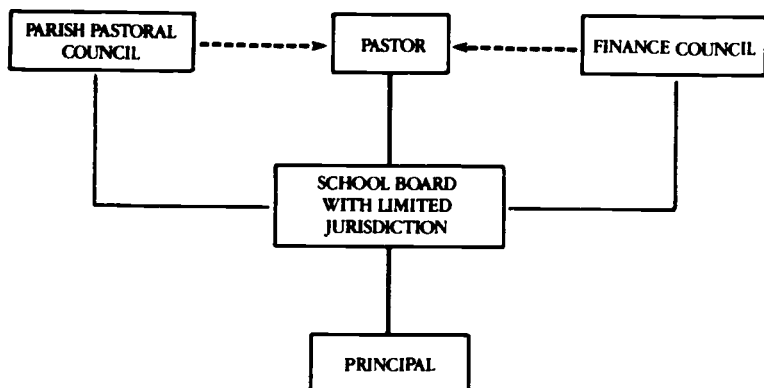 PARISH PASTORAL
COUNCIL
PASTOR
FINANCE COUNCIL
SCHOOL BOARD
WITH LIMITED
JURISDICTION
PRINCIPAL